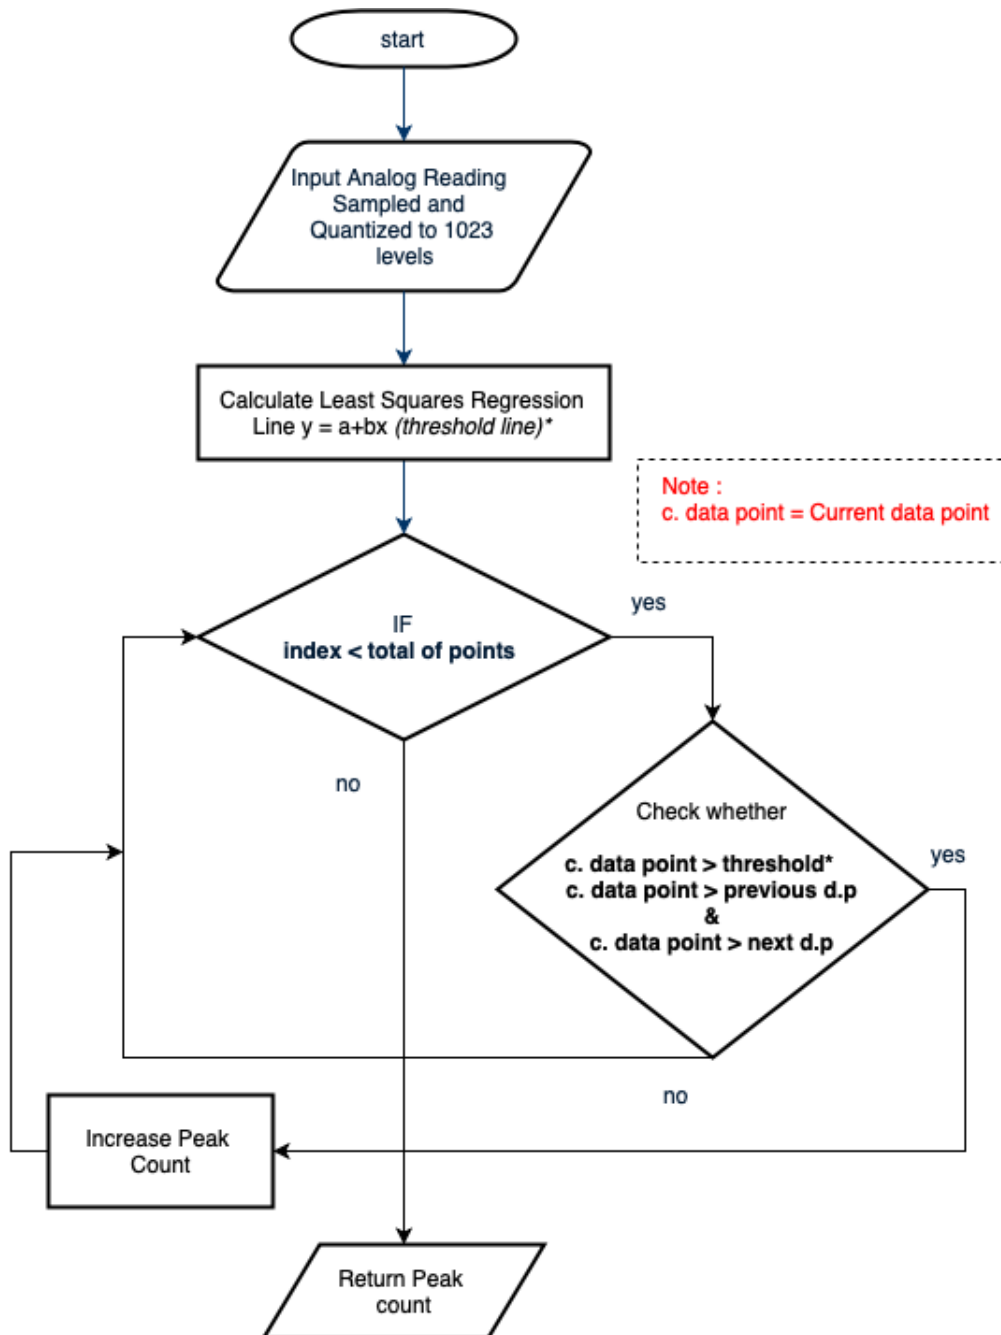 start
Input Analog Reading
Sampled and
Quantized to 1023
levels
Calculate Least Squares Regression
Line y = a+bx (threshold line)*
Note :
c. data point = Current data point
IF
index < total of points
yes
no
Check whether
c. data point > threshold*
c. data point > previous d.p
&
c. data point > next d.p
yes
no
Increase Peak
Count
Return Peak
count